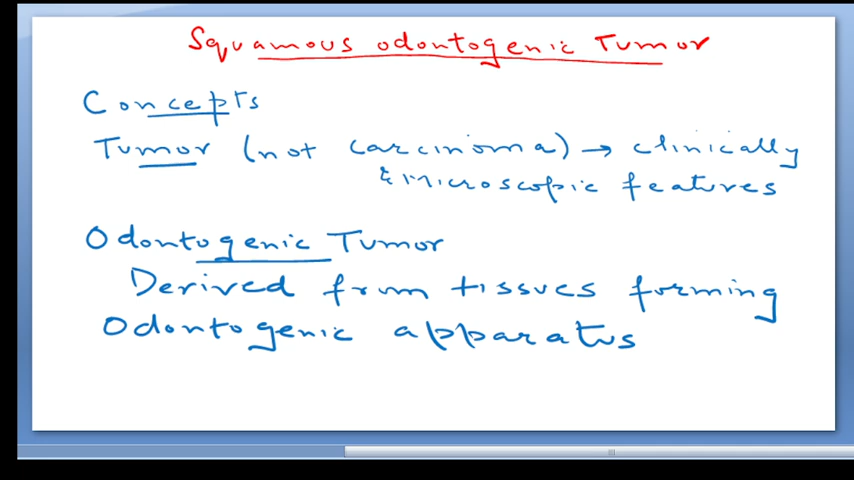 Squamous odontogenic Tumor
Concepts
Tumor (not carcinoma) → clinically
& Microscopic features
Odontogenic Tumor
Derived from tissues forming
Odontogenic apparatus